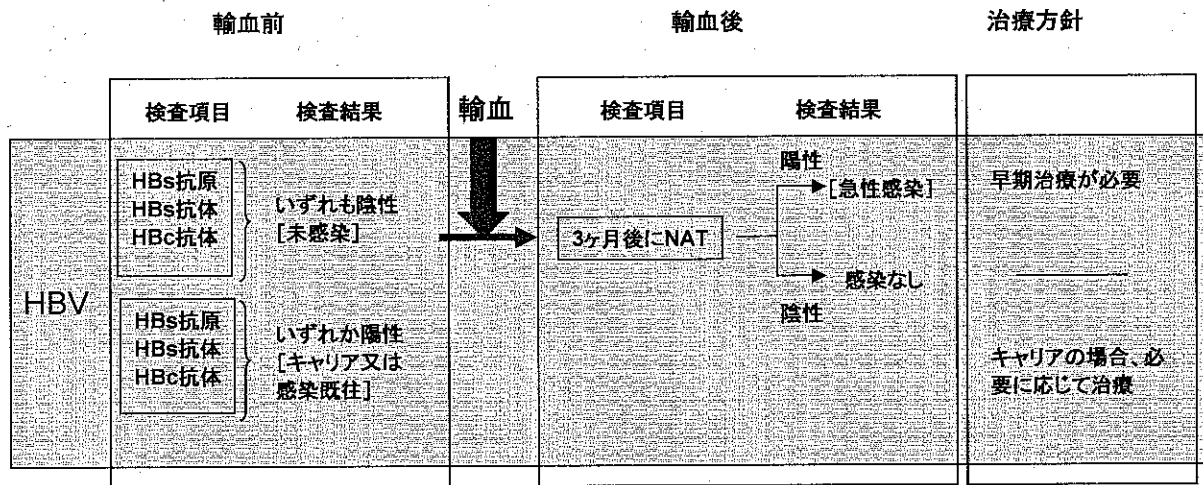 輸血前
輸血後
治療方針
検査項目
検査結果
輸血
検査項目
検査結果
HBV
HBs抗原
HBs抗体
HBc抗体
いずれも陰性
[未感染]
3ヶ月後にNAT
陽性
[急性感染]
感染なし
陰性
早期治療が必要
HBs抗原
HBs抗体
HBc抗体
いずれか陽性
[キャリア又は
感染既往]
キャリアの場合、必
要に応じて治療